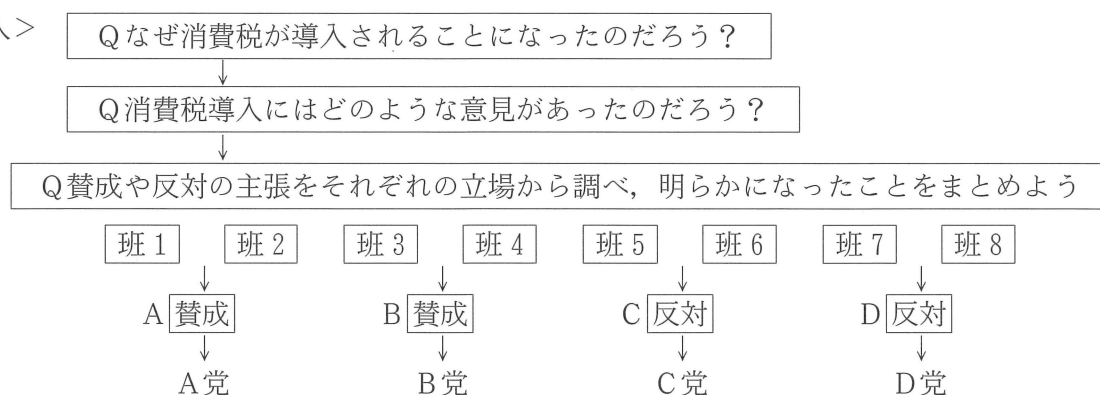 ＞
Qなぜ消費税が導入されることになったのだろう？
Q消費税導入にはどのような意見があったのだろう？
Q賛成や反対の主張をそれぞれの立場から調べ，明らかになったことをまとめよう
班1 班2 班3 班4 班5 班6 班7 班8
A 賛成 B 賛成 C 反対 D 反対
A党 B党 C党 D党